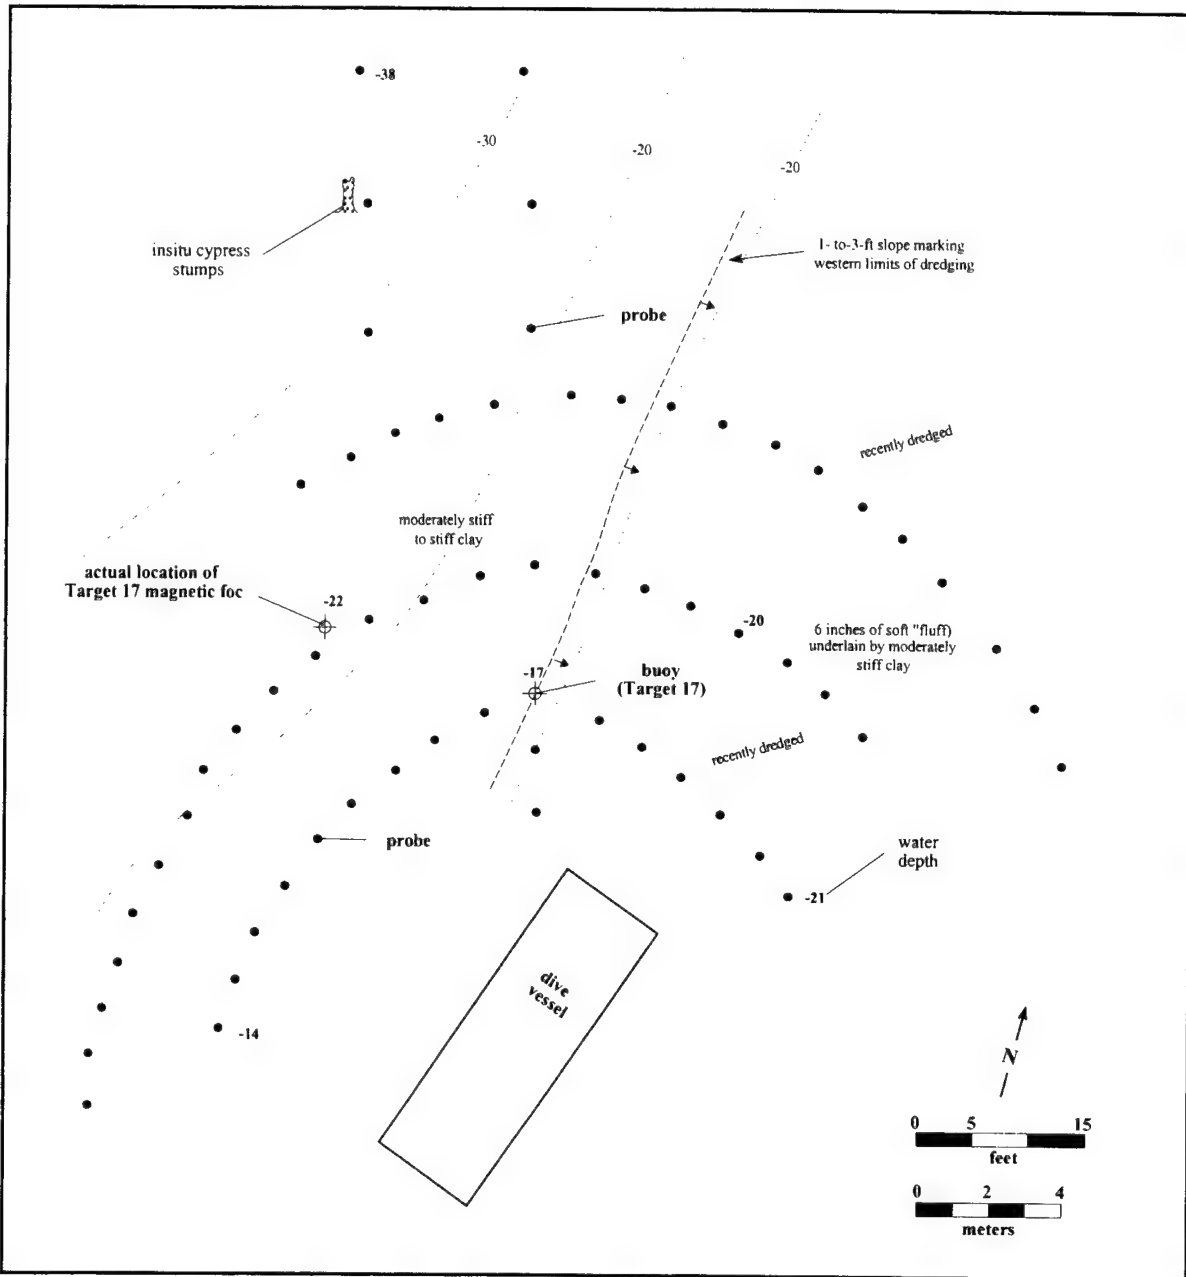 -38
-30
-20
-20
insitu cypress
stumps
1- to-3-ft slope marking
western limits of dredging
probe
recently dredged
moderately stiff
to stiff clay
actual location of
Target 17 magnetic foc
-22
-20
6 inches of soft "fluff)
underlain by moderately
stiff clay
-17
buoy
(Target 17)
recently dredged
probe
water
depth
-21
dive
vessel
-14
N
0 5 15
feet
0 2 4
meters